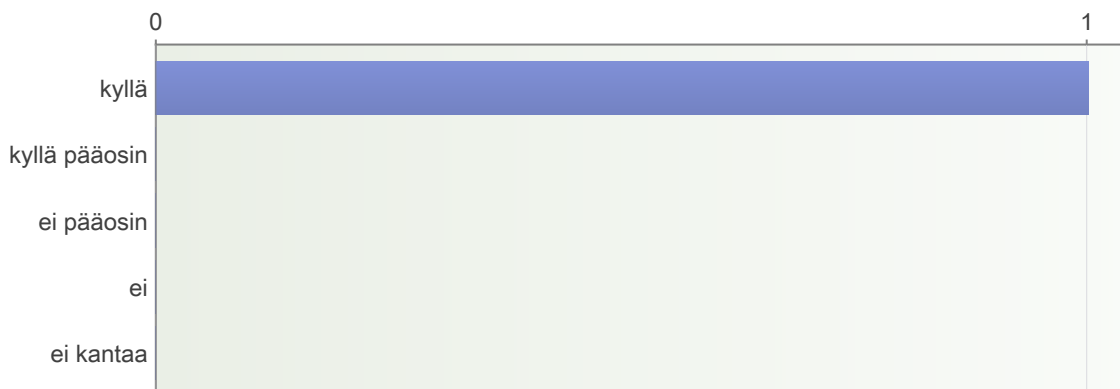 0 1
kyllä
kyllä pääosin
ei pääosin
ei
ei kantaa